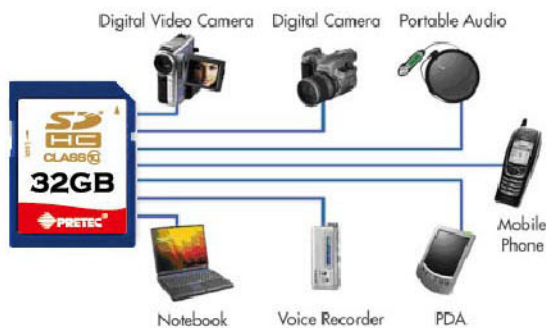 Digital Video Camera
Digital Camera
Portable Audio
SD
HC
CLASS 10
32GB
PRETEC
Mobile
Phone
Notebook
Voice Recorder
PDA